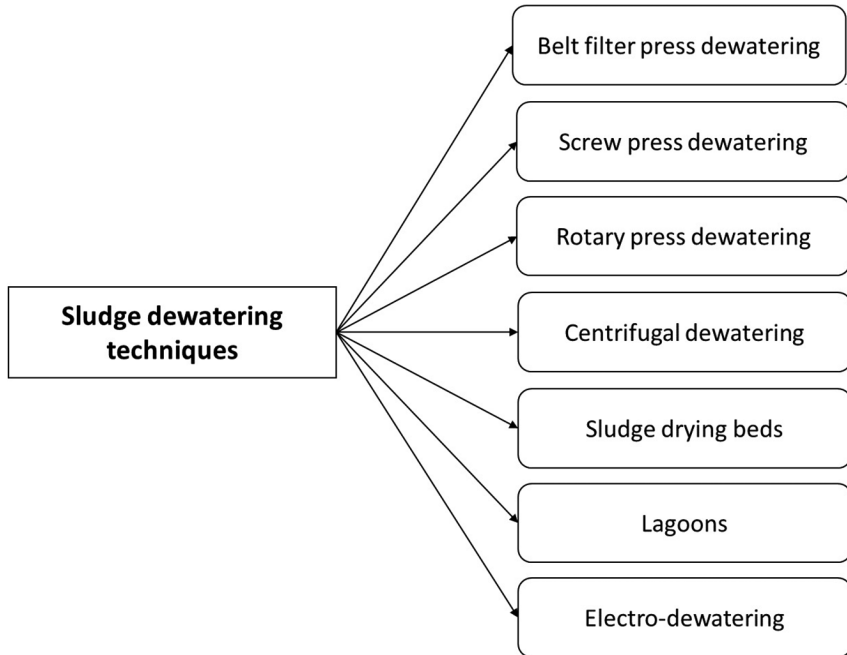 Belt filter press dewatering
Screw press dewatering
Rotary press dewatering
Sludge dewatering
techniques
Centrifugal dewatering
Sludge drying beds
Lagoons
Electro-dewatering